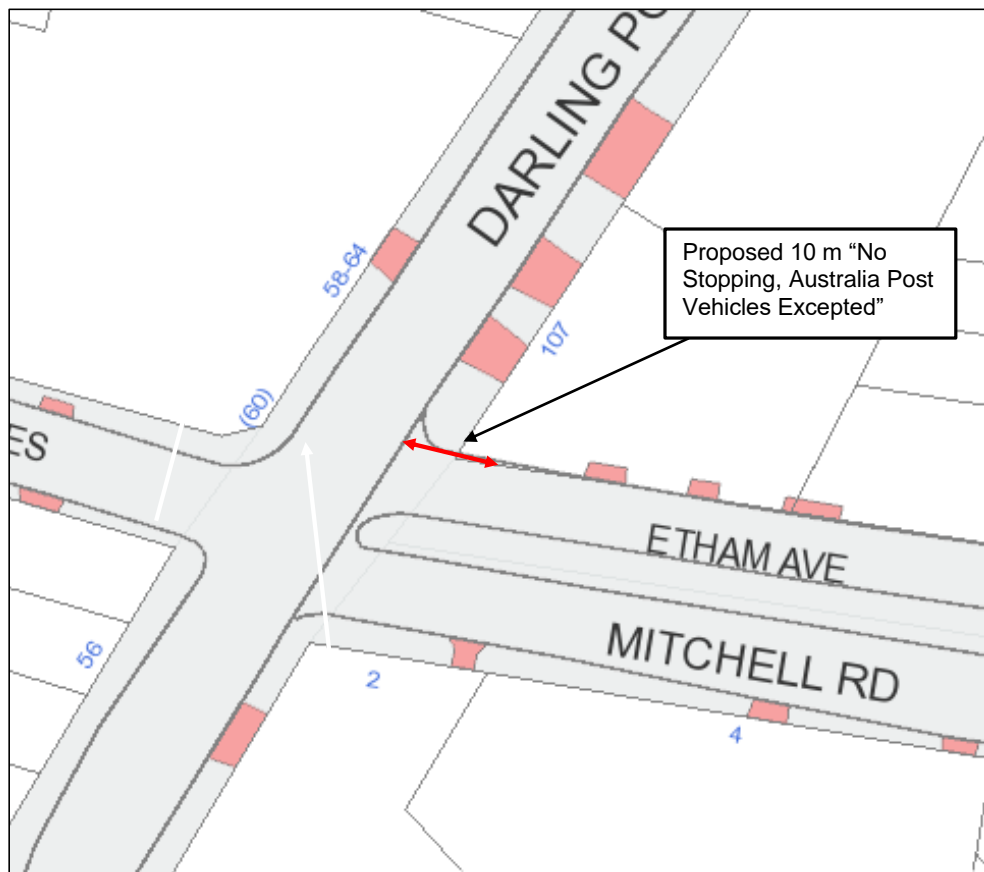 DARLING PO
Proposed 10 m “No
Stopping, Australia Post
Vehicles Excepted”
58-64
107
(60)
ES
ETHAM AVE
MITCHELL RD
56
2
4